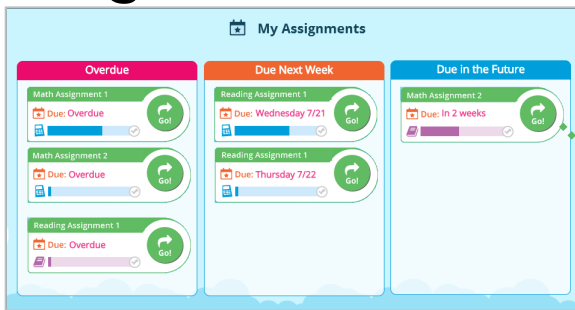 My Assignments
Overdue
Math Assignment 1
Due: Overdue
Go!
Math Assignment 2
Due: Overdue
Go!
Reading Assignment 1
Due: Overdue
Go!
Due Next Week
Reading Assignment 1
Due: Wednesday 7/21
Go!
Reading Assignment 1
Due: Thursday 7/22
Go!
Due in the Future
Math Assignment 2
Due: In 2 weeks
Go!